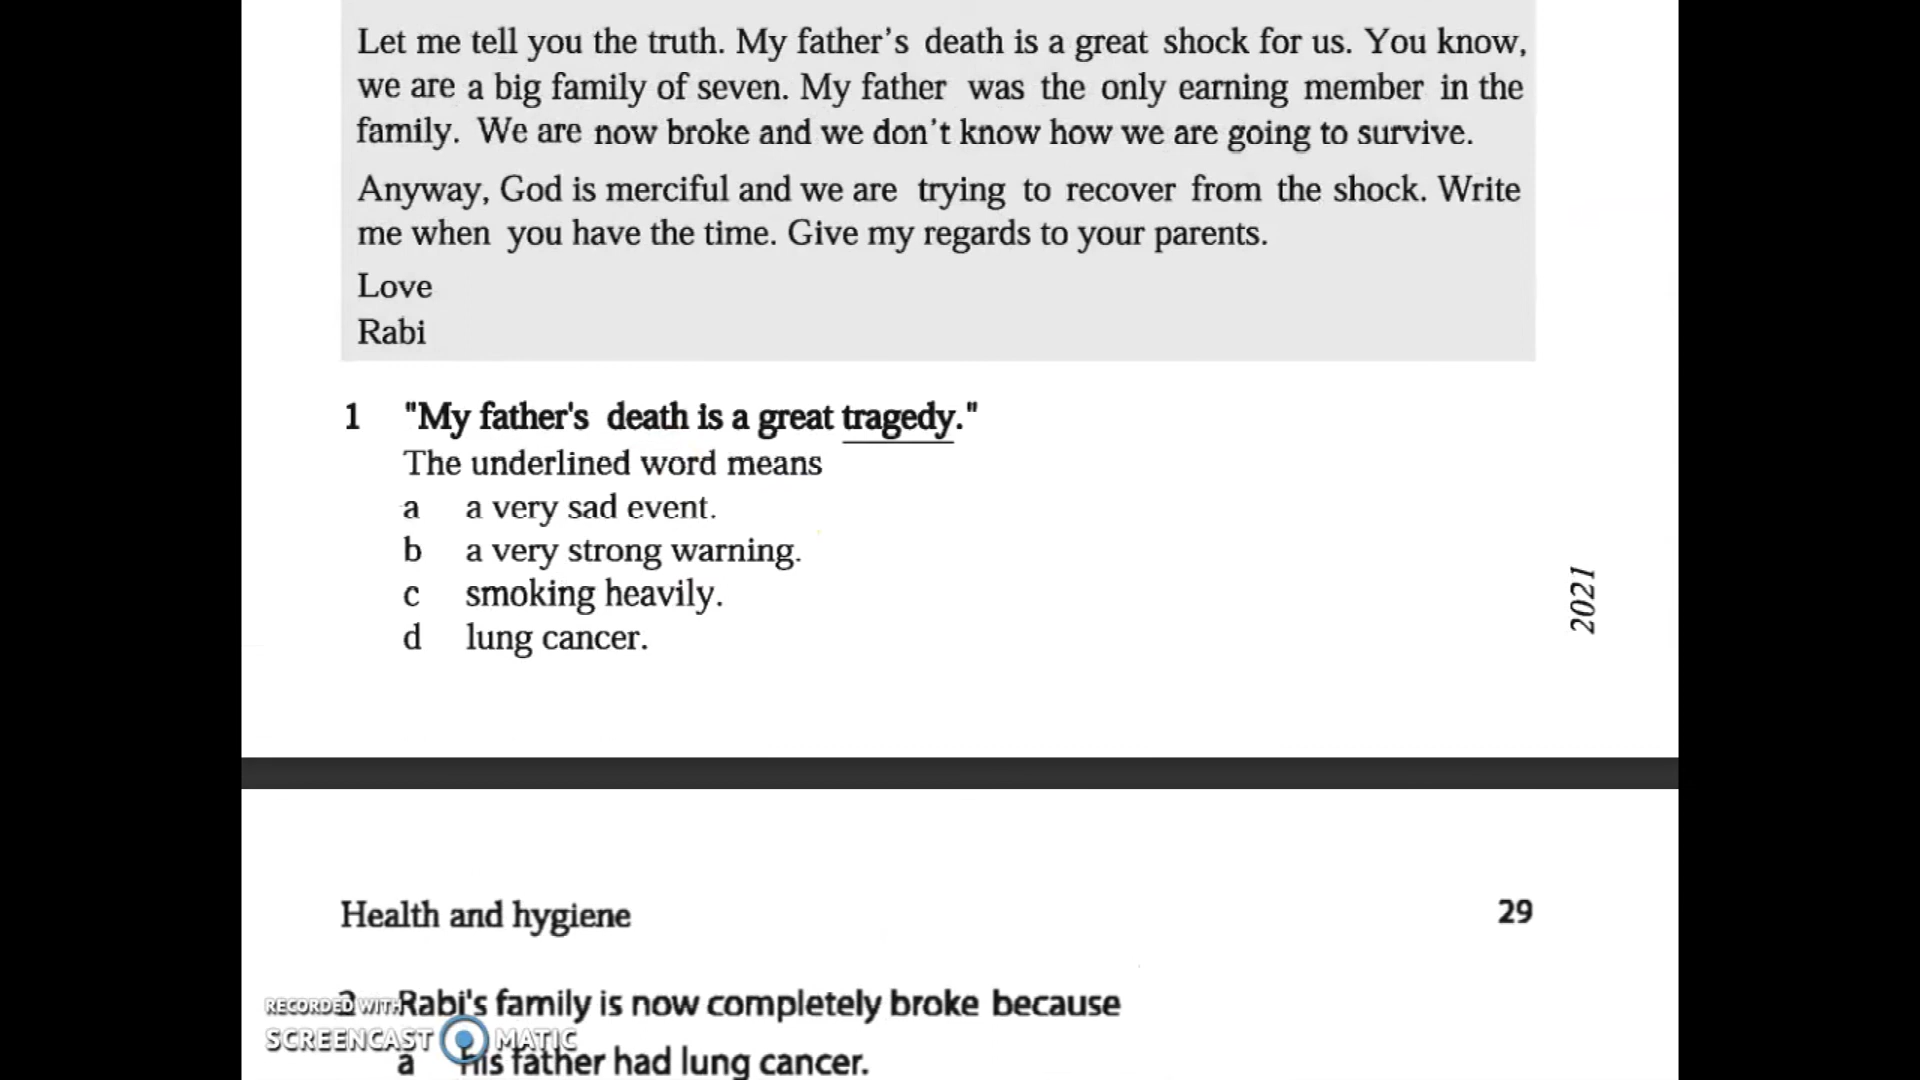 Let me tell you the truth. My father's death is a great shock for us. You know,
we are a big family of seven. My father was the only earning member in the
family. We are now broke and we don't know how we are going to survive.
Anyway, God is merciful and we are trying to recover from the shock. Write
me when you have the time. Give my regards to your parents.
Love
Rabi
1 "My father's death is a great tragedy."
The underlined word means
a a very sad event.
b a very strong warning.
c smoking heavily.
d lung cancer.
2021
Health and hygiene 29
2 Rabi's family is now completely broke because
a his father had lung cancer.
RECORDED WITH
SCREENCAST MATIC